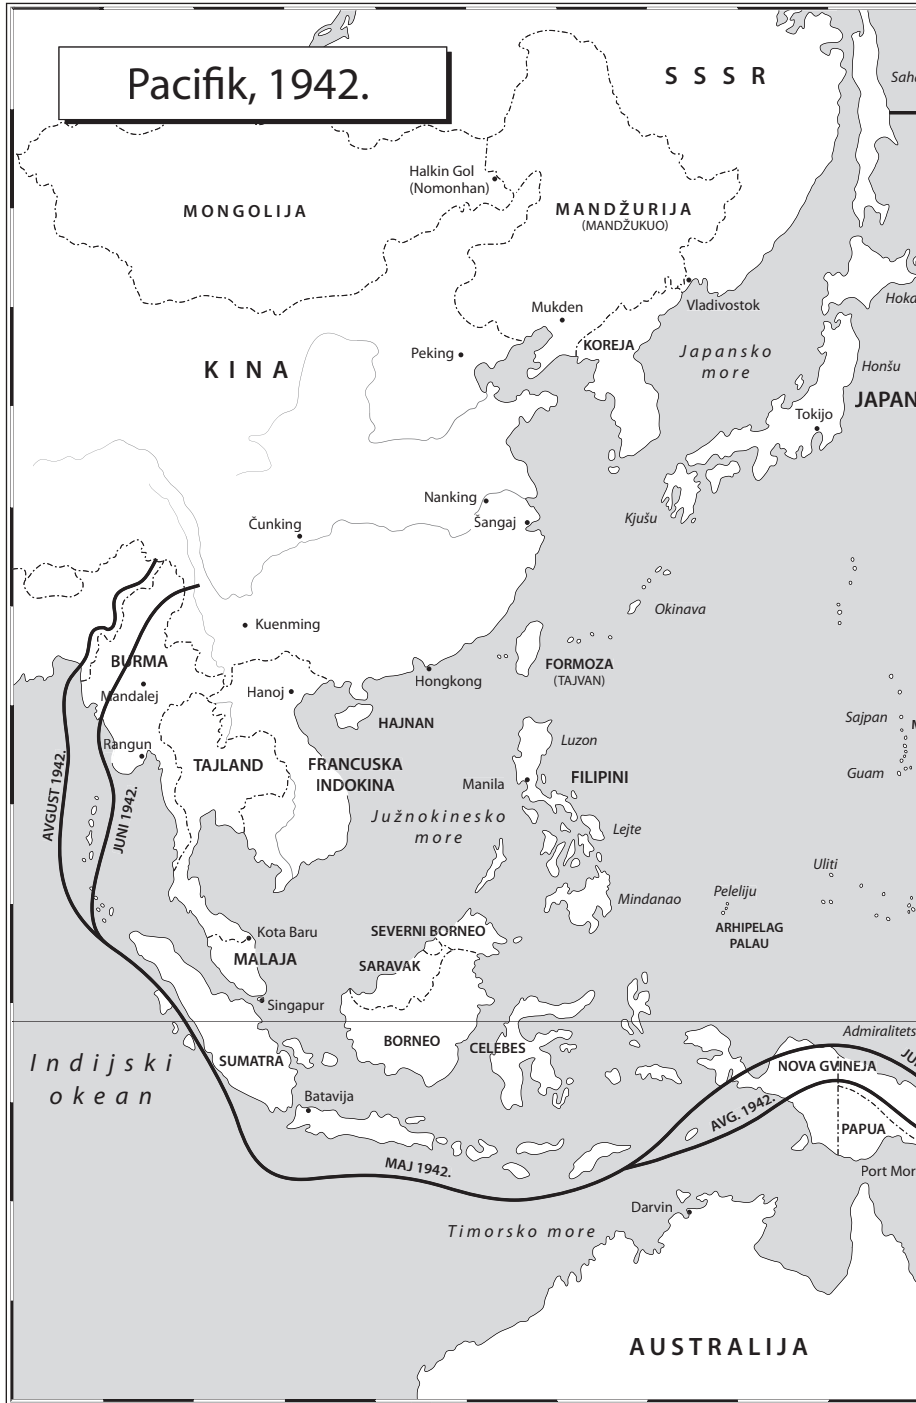 Pacifik, 1942.
SSSR
Saha
Halkin Gol
(Nomonhan)
MONGOLIJA
MANDŽURIJA
(MANDŽUKUO)
Hoka
Vladivostok
Mukden
KOREJA
Japansko
more
Peking
KINA
Honšu
JAPAN
Tokijo
Nanking
Šangaj
Kjušu
Čunking
Okinava
Kuenming
BURMA
FORMOZA
(TAJVAN)
Hongkong
Mandalej
Hanoj
HAJNAN
Sajpan
M
Luzon
Rangun
TAJLAND
FRANCUSKA
INDOKINA
Guam
Manila
FILIPINI
AVGUST 1942.
JUNI 1942.
Južnokinesko
more
Lejte
Uliti
Peleliju
Mindanao
ARHIPELAG
PALAU
Kota Baru
SEVERNI BORNEO
MALAJA
SARAVAK
Singapur
Admiralitets
BORNEO
CELEBES
Indijski
okean
SUMATRA
NOVA GVINEJA
JU
Batavija
AVG. 1942.
PAPUA
MAJ 1942.
Port Mor
Darvin
Timorsko more
AUSTRALIJA